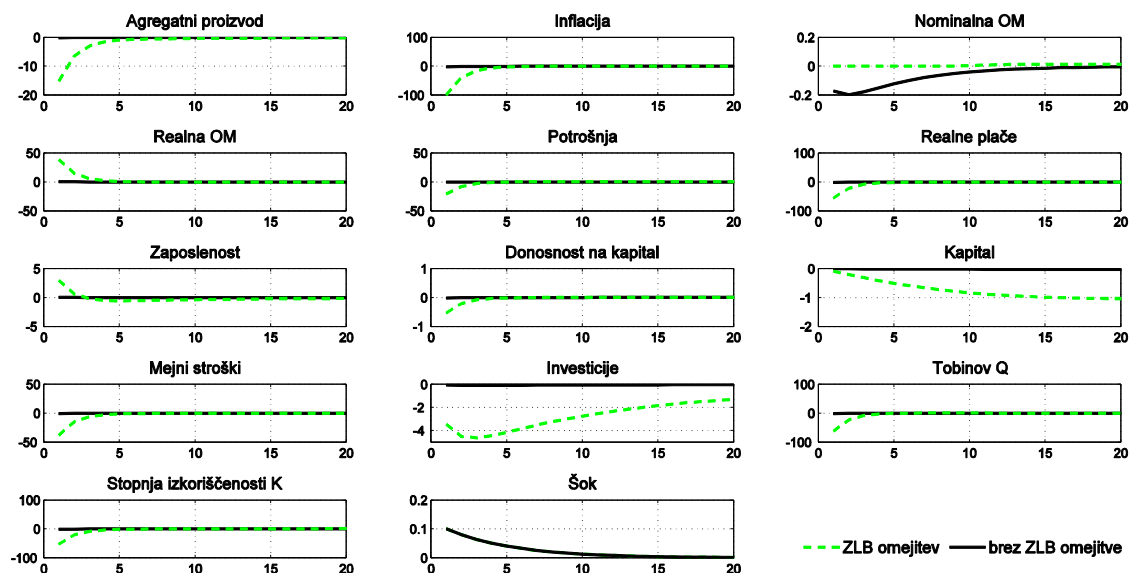 Agregatni proizvod
Inflacija
Nominalna OM
0
-10
-20
0 5 10 15 20
100
0
-100
0 5 10 15 20
0.2
0
-0.2
0 5 10 15 20
Realna OM
Potrošnja
Realne plače
50
0
-50
0 5 10 15 20
50
0
-50
0 5 10 15 20
100
0
-100
0 5 10 15 20
Zaposlenost
Donosnost na kapital
Kapital
5
0
-5
0 5 10 15 20
1
0
-1
0 5 10 15 20
0
-1
-2
0 5 10 15 20
Mejni stroški
Investicije
Tobinov Q
50
0
-50
0 5 10 15 20
0
-2
-4
0 5 10 15 20
100
0
-100
0 5 10 15 20
Stopnja izkoriščenosti K
Šok
100
0
-100
0 5 10 15 20
0.2
0.1
0
0 5 10 15 20
ZLB omejitev
brez ZLB omejitve